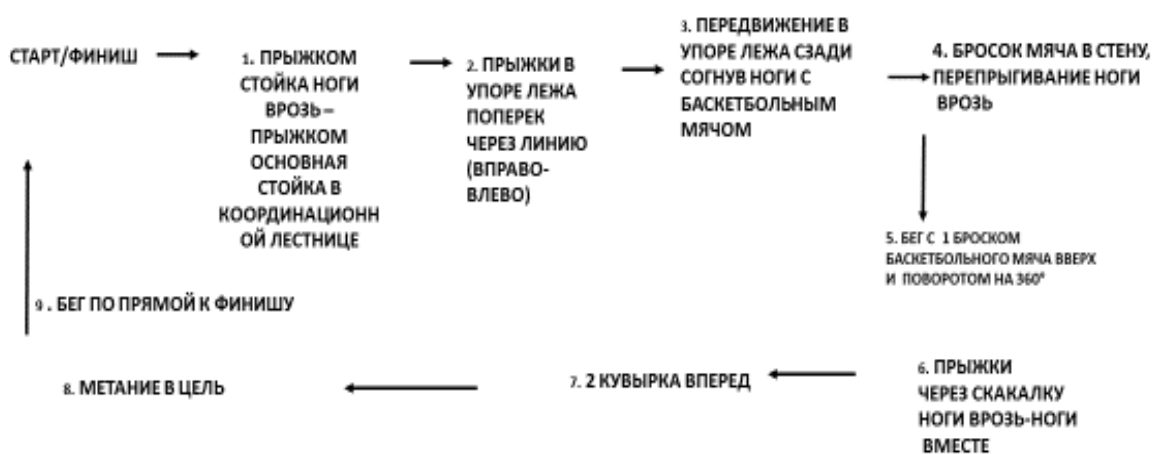 СТАРТ/ФИНИШ
1. ПРЫЖКОМ
СТОЙКА НОГИ
ВРОЗЬ –
ПРЫЖКОМ
ОСНОВНАЯ
СТОЙКА В
КООРДИНАЦИОНН
ОЙ ЛЕСТНИЦЕ
2. ПРЫЖКИ В
УПОРЕ ЛЕЖА
ПОПЕРЕК
ЧЕРЕЗ ЛИНИЮ
(ВПРАВО-
ВЛЕВО)
3. ПЕРЕДВИЖЕНИЕ В
УПОРЕ ЛЕЖА СЗАДИ
СОГНУВ НОГИ С
БАСКЕТБОЛЬНЫМ
МЯЧОМ
4. БРОСОК МЯЧА В СТЕНУ,
ПЕРЕПРЫГИВАНИЕ НОГИ
ВРОЗЬ
5. БЕГ С 1 БРОСКОМ
БАСКЕТБОЛЬНОГО МЯЧА ВВЕРХ
И ПОВОРОТОМ НА 360°
6. ПРЫЖКИ
ЧЕРЕЗ СКАКАЛКУ
НОГИ ВРОЗЬ-НОГИ
ВМЕСТЕ
7. 2 КУВЫРКА ВПЕРЕД
8. МЕТАНИЕ В ЦЕЛЬ
9 . БЕГ ПО ПРЯМОЙ К ФИНИШУ